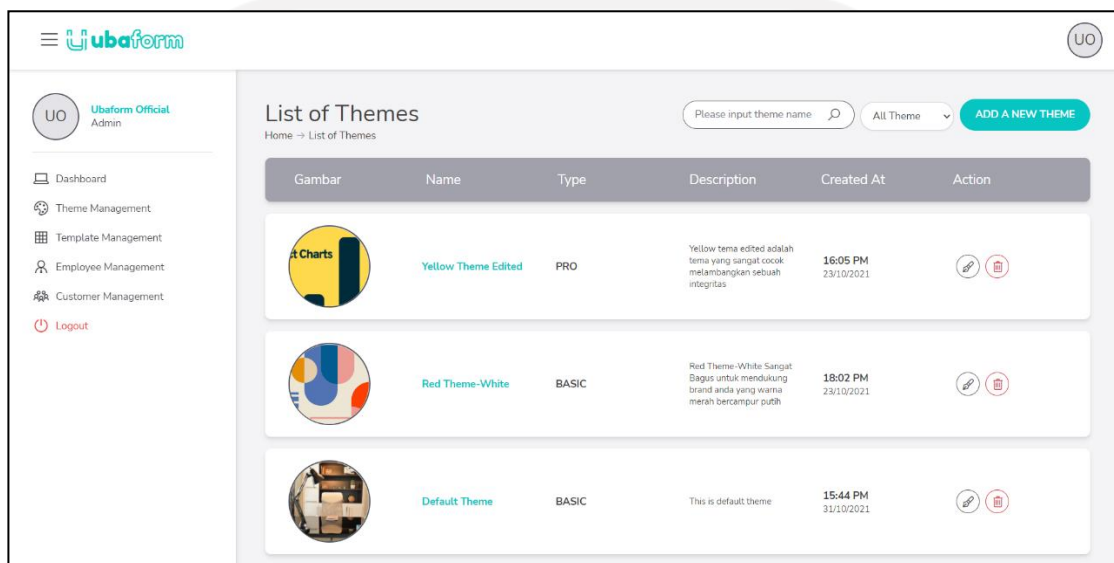 ubaform
UO
UO
Ubaform Official
Admin
Dashboard
Theme Management
Template Management
Employee Management
Customer Management
Logout
List of Themes
Home → List of Themes
Please input theme name
All Theme
ADD A NEW THEME
Gambar Name Type Description Created At Action
t Charts
Yellow Theme Edited
PRO
Yellow tema edited adalah
tema yang sangat cocok
melambangkan sebuah
integritas
16:05 PM
23/10/2021
Red Theme-White
BASIC
Red Theme-White Sangat
Bagus untuk mendukung
brand anda yang warna
merah bercampur putih
18:02 PM
23/10/2021
Default Theme
BASIC
This is default theme
15:44 PM
31/10/2021